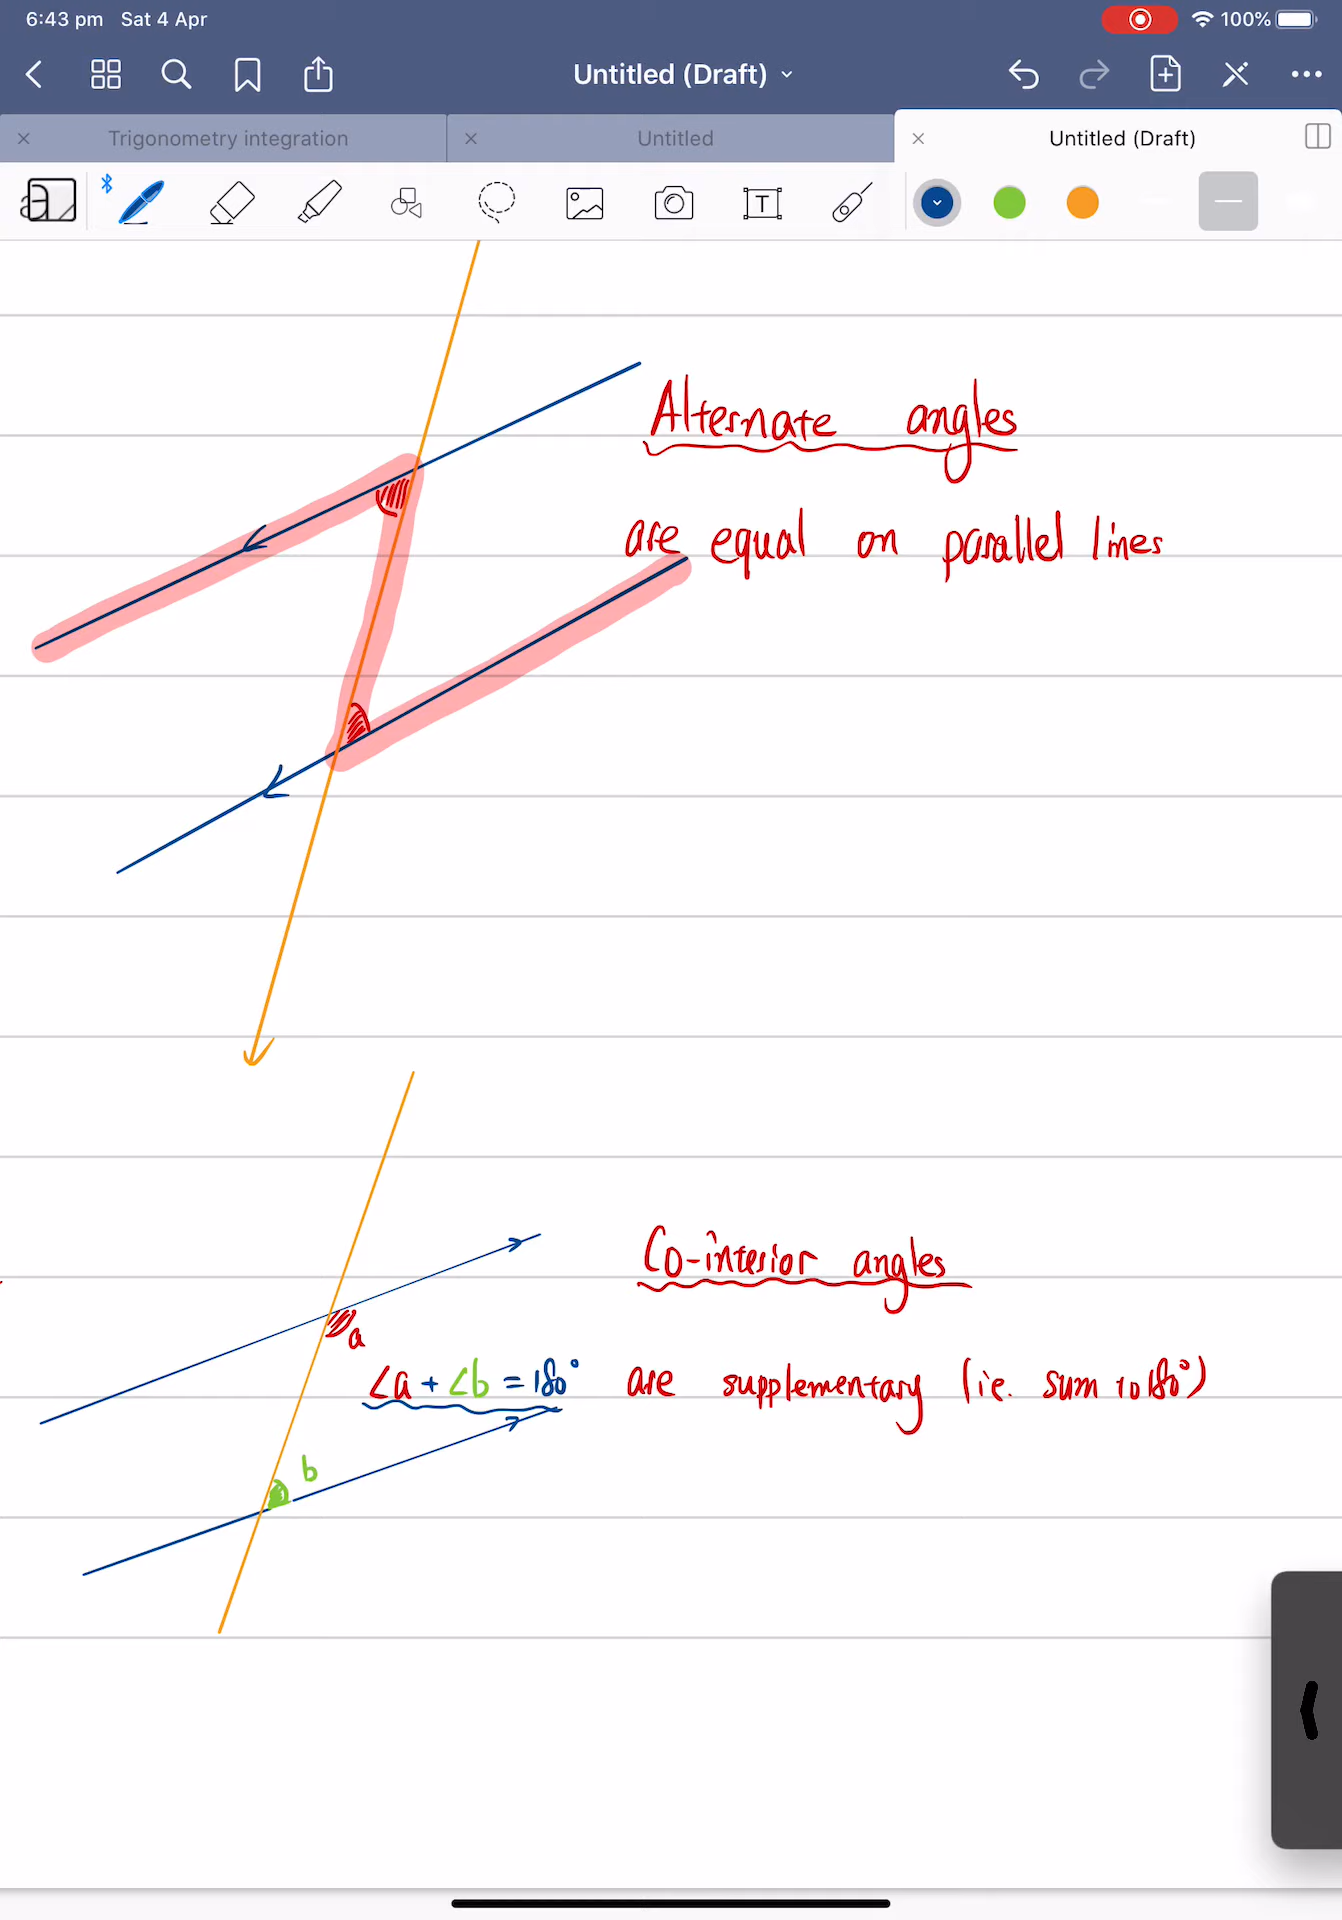 6:43 pm Sat 4 Apr 100%
Untitled (Draft)
Trigonometry integration Untitled Untitled (Draft)
T
Alternate angles
are equal on parallel lines
Co-interior angles
a
∠a + ∠b = 180° are supplementary (i.e. sum to 180°)
b